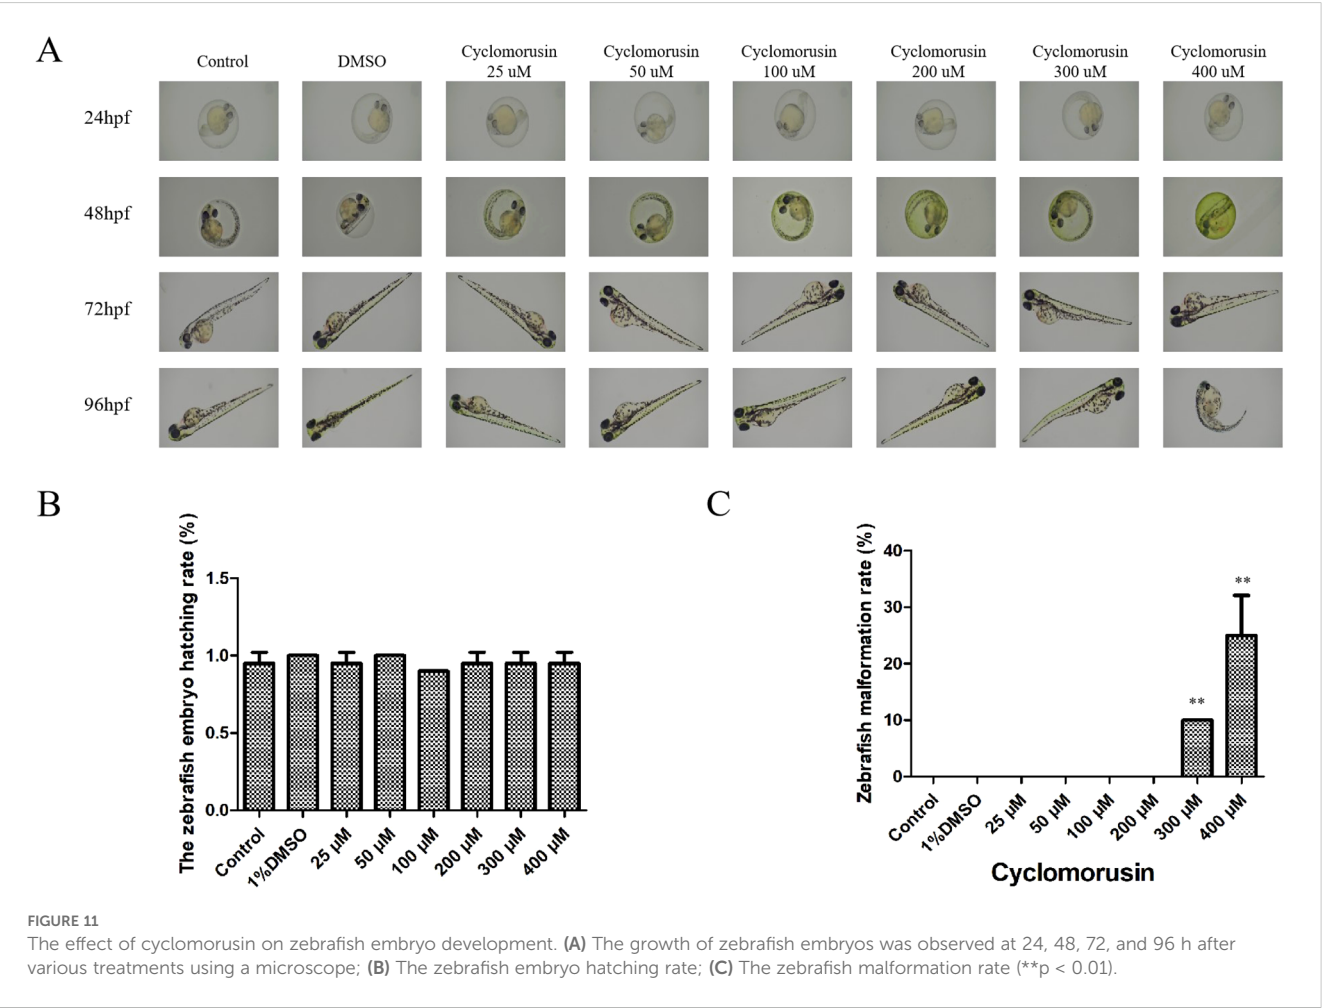 A
Control
DMSO
Cyclomorusin
25 uM
Cyclomorusin
50 uM
Cyclomorusin
100 uM
Cyclomorusin
200 uM
Cyclomorusin
300 uM
Cyclomorusin
400 uM
24hpf
48hpf
72hpf
96hpf
B
The zebrafish embryo hatching rate (%)
1.5
1.0
0.5
0.0
Control
1%DMSO
25 μM
50 μM
100 μM
200 μM
300 μM
400 μM
C
Zebrafish malformation rate (%)
40
30
20
10
0
**
**
Control
1%DMSO
25 μM
50 μM
100 μM
200 μM
300 μM
400 μM
Cyclomorusin
FIGURE 11
The effect of cyclomorusin on zebrafish embryo development. (A) The growth of zebrafish embryos was observed at 24, 48, 72, and 96 h after
various treatments using a microscope; (B) The zebrafish embryo hatching rate; (C) The zebrafish malformation rate (**p < 0.01).